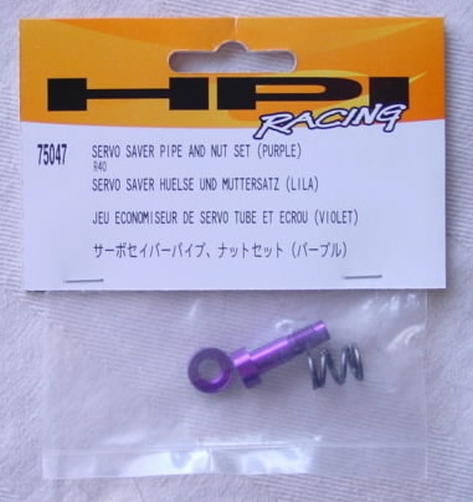 HPI
RACING
75047 SERVO SAVER PIPE AND NUT SET (PURPLE)
R40
SERVO SAVER HUELSE UND MUTTERSATZ (LILA)
JEU ECONOMISEUR DE SERVO TUBE ET ECROU (VIOLET)
サーボセイバーパイプ、ナットセット (パープル)